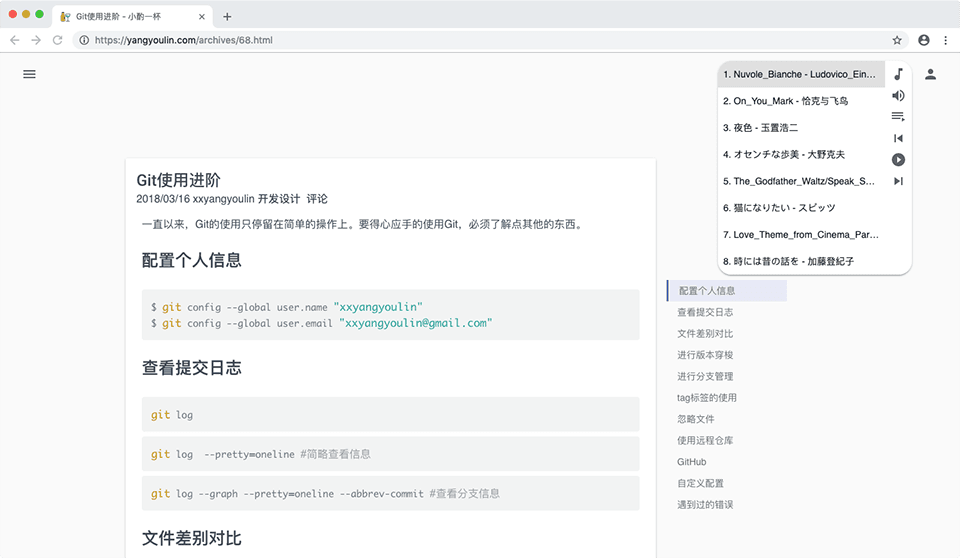 Git使用进阶 - 小酌一杯
https://yangyoulin.com/archives/68.html
1. Nuvole_Bianche - Ludovico_Ein...
2. On_You_Mark - 恰克与飞鸟
3. 夜色 - 玉置浩二
4. オセンチな歩美 - 大野克夫
5. The_Godfather_Waltz/Speak_S...
6. 猫になりたい - スピッツ
7. Love_Theme_from_Cinema_Par...
8. 時には昔の話を - 加藤登紀子
Git使用进阶
2018/03/16 xxyangyoulin 开发设计 评论
一直以来，Git的使用只停留在简单的操作上。要得心应手的使用Git，必须了解点其他的东西。
配置个人信息
$ git config --global user.name "xxyangyoulin"
$ git config --global user.email "xxyangyoulin@gmail.com"
查看提交日志
git log
git log --pretty=oneline #简略查看信息
git log --graph --pretty=oneline --abbrev-commit #查看分支信息
文件差别对比
配置个人信息
查看提交日志
文件差别对比
进行版本穿梭
进行分支管理
tag标签的使用
忽略文件
使用远程仓库
GitHub
自定义配置
遇到过的错误